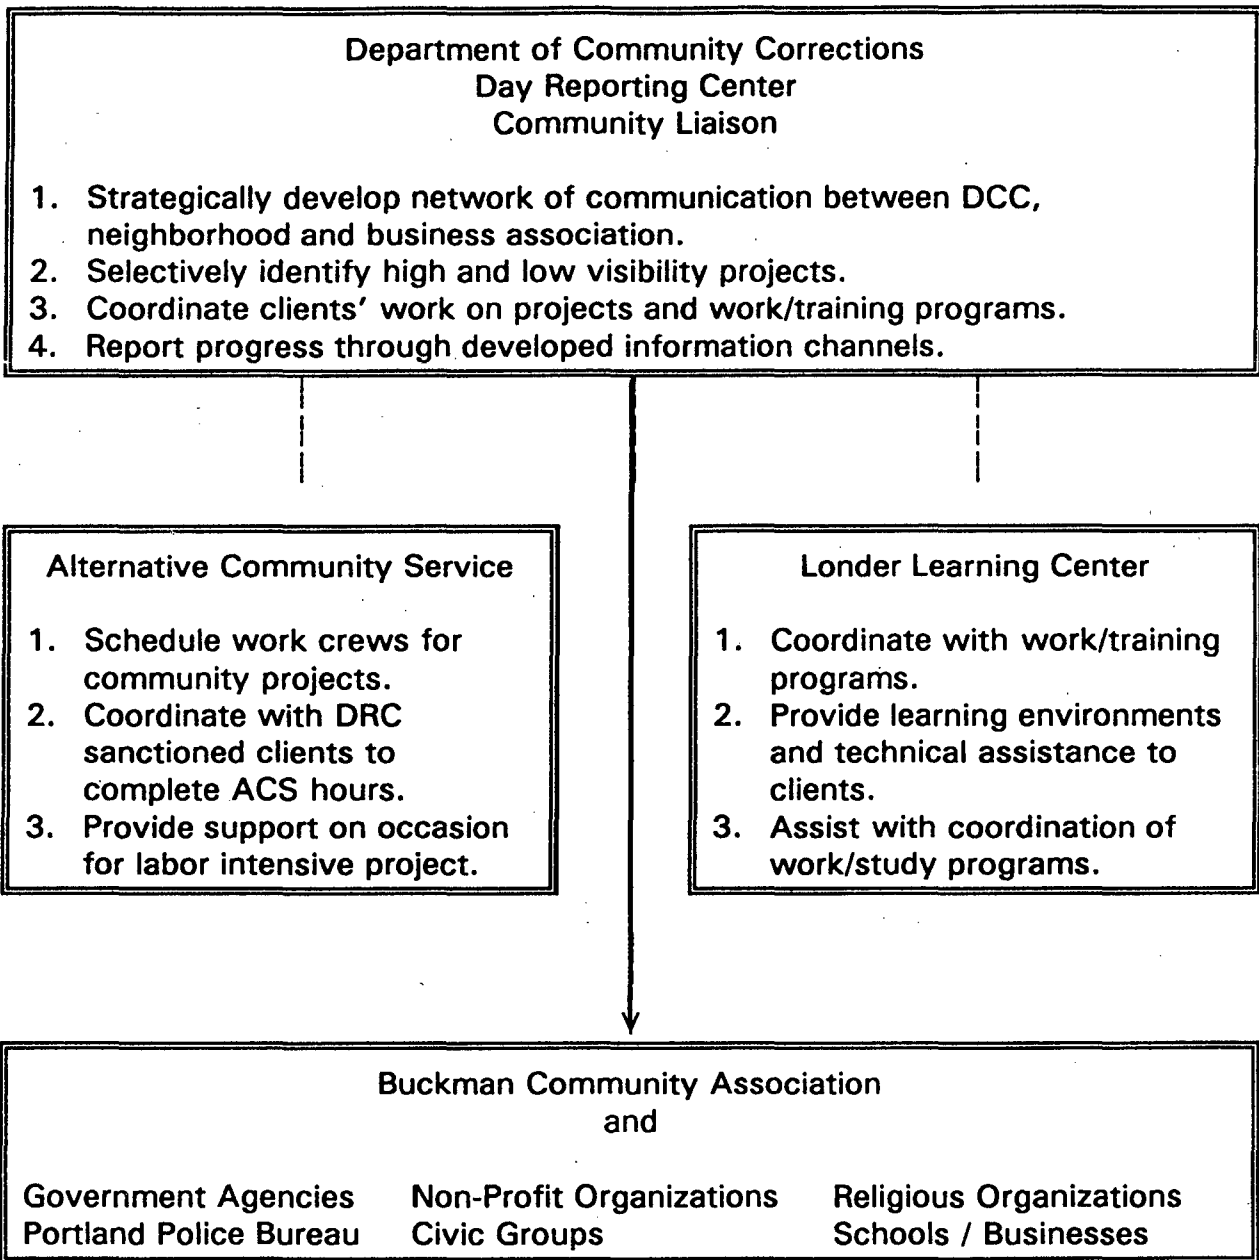 Department of Community Corrections
Day Reporting Center
Community Liaison
1. Strategically develop network of communication between DCC,
neighborhood and business association.
2. Selectively identify high and low visibility projects.
3. Coordinate clients' work on projects and work/training programs.
4. Report progress through developed information channels.
Alternative Community Service
1. Schedule work crews for
community projects.
2. Coordinate with DRC
sanctioned clients to
complete ACS hours.
3. Provide support on occasion
for labor intensive project.
Londer Learning Center
1. Coordinate with work/training
programs.
2. Provide learning environments
and technical assistance to
clients.
3. Assist with coordination of
work/study programs.
Buckman Community Association
and
Government Agencies Non-Profit Organizations Religious Organizations
Portland Police Bureau Civic Groups Schools / Businesses